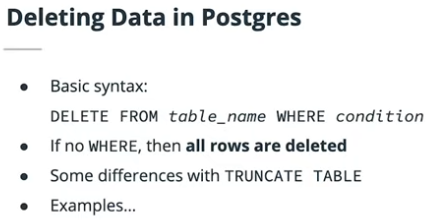 Deleting Data in Postgres
• Basic syntax:
DELETE FROM table_name WHERE condition
• If no WHERE, then all rows are deleted
• Some differences with TRUNCATE TABLE
• Examples...